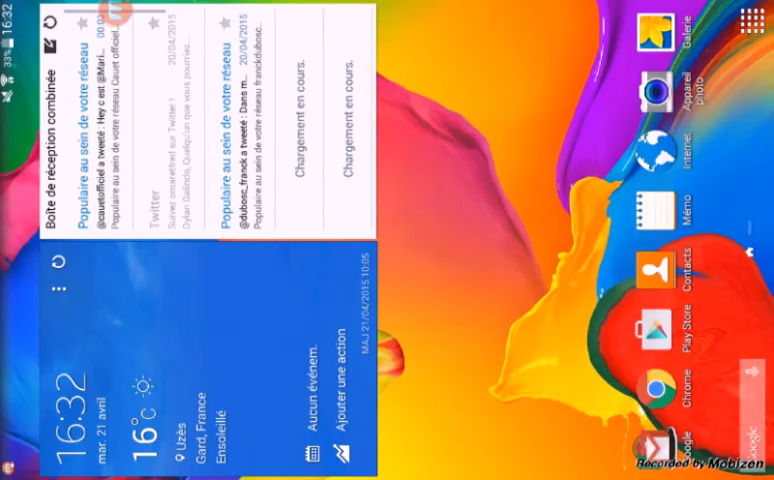 33% 16:32
16:32
mar. 21 avril
16°C
Uzès
Gard, France
Ensoleillé
Aucun événem.
Ajouter une action
MAJ 21/04/2015 10:05
Boîte de réception combinée
Populaire au sein de votre réseau
@cauetofficiel a tweeté : Hey c est @Mari...
Populaire au sein de votre réseau Cauet officiel...
Twitter
20/04/2015
Suivez omaretfred sur Twitter !
Dylan Galindo, Quelqu'un que vous pourriez...
Populaire au sein de votre réseau
@dubosc_franck a tweeté : Dans m... 20/04/2015
Populaire au sein de votre réseau franckdubosc...
Chargement en cours.
Chargement en cours.
Google
Google
Chrome
Play Store
Contacts
Mémo
Internet
Appareil photo
Galerie
Recorded by Mobizen